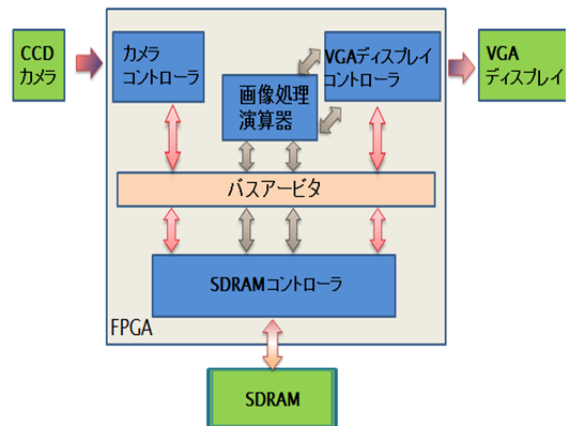 CCD
カメラ
カメラ
コントローラ
VGAディスプレイ
コントローラ
VGA
ディスプレイ
画像処理
演算器
バスアービタ
SDRAMコントローラ
FPGA
SDRAM